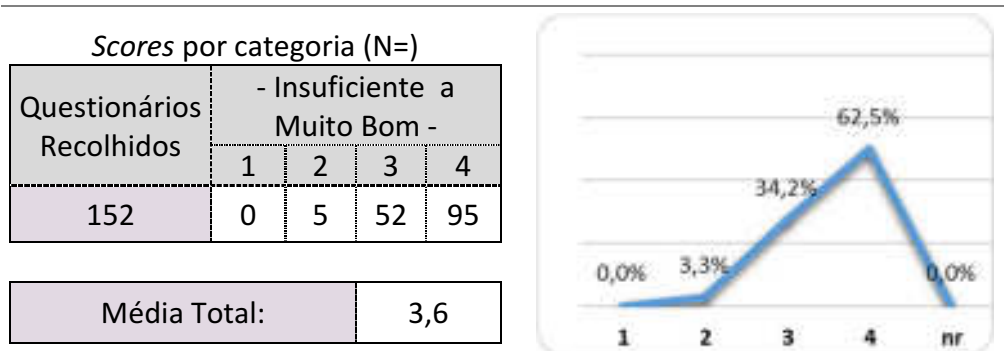 Scores por categoria (N=)
Questionários Recolhidos
- Insuficiente a
Muito Bom -
1 2 3 4
152 0 5 52 95
Média Total: 3,6
62,5%
34,2%
3,3%
0,0%
0,0%
1 2 3 4 nr